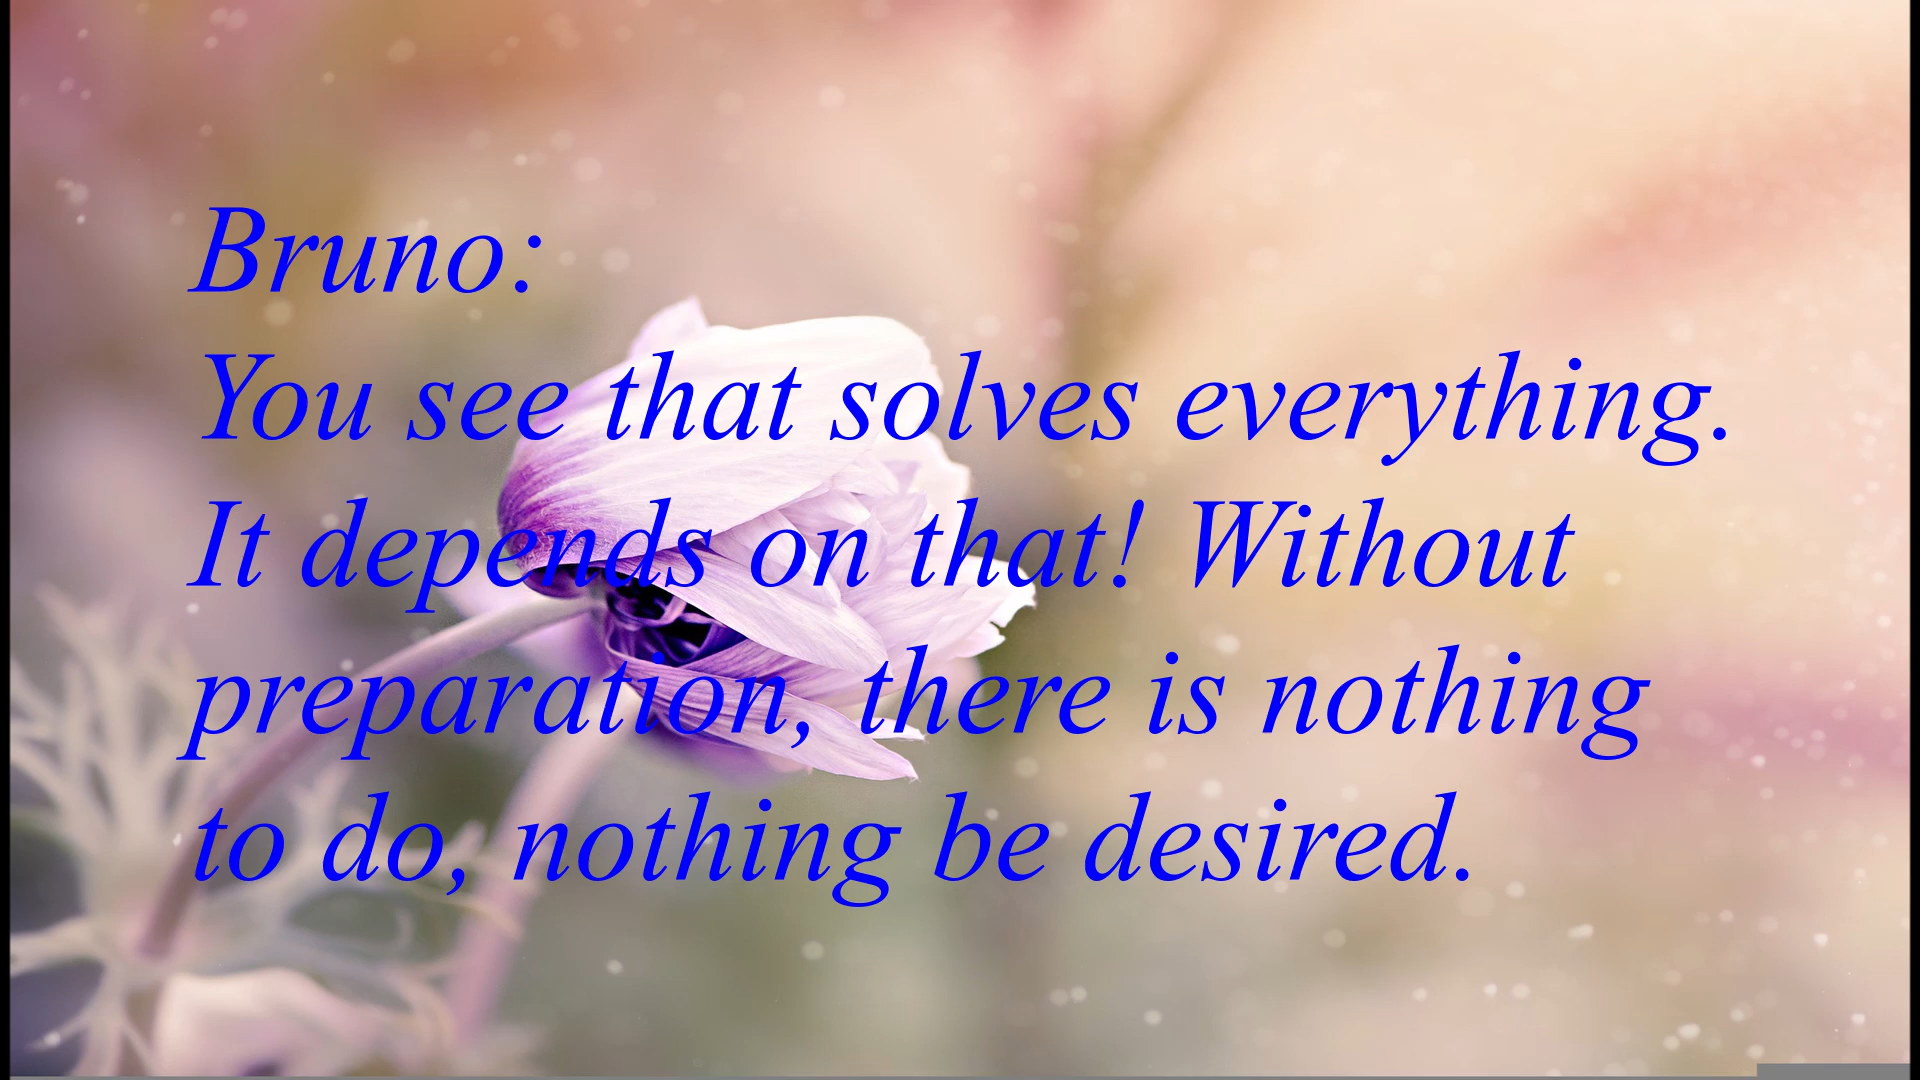 Bruno:
You see that solves everything.
It depends on that! Without
preparation, there is nothing
to do, nothing be desired.